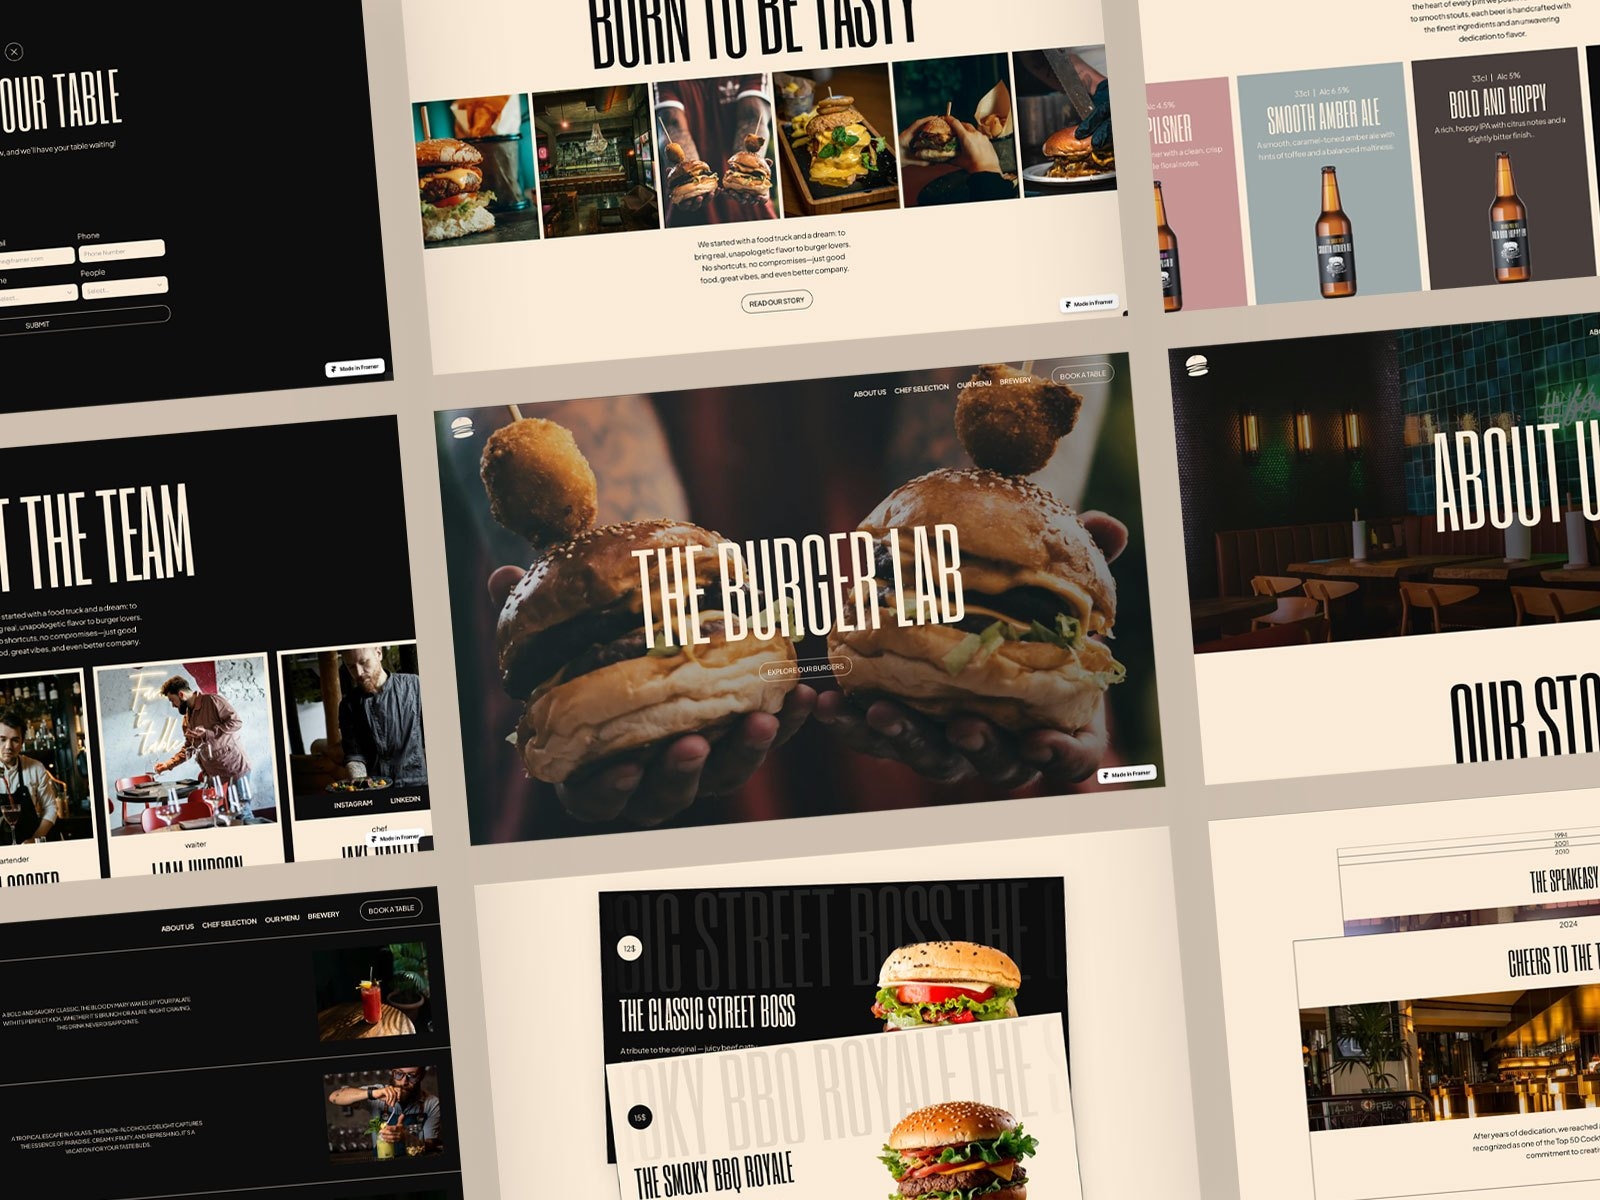 OUR TABLE
, and we'll have your table waiting!
Phone
@framer.com
Phone Number
People
Select...
Select...
SUBMIT
Made in Framer
BORN TO BE TASTY
We started with a food truck and a dream: to
bring real, unapologetic flavor to burger lovers.
No shortcuts, no compromises—just good
food, great vibes, and even better company.
READ OUR STORY
Made in Framer
the heart of every pint we
to smooth stouts, each beer is handcrafted with
the finest ingredients and an unwavering
dedication to flavor.
Alc 4.5%
PILSNER
with a clean, crisp
floral notes.
33cl | Alc 6.5%
SMOOTH AMBER ALE
A smooth, caramel-toned amber ale with
hints of toffee and a balanced maltiness.
33cl | Alc 5%
BOLD AND HOPPY
A rich, hoppy IPA with citrus notes and a
slightly bitter finish.
THE TEAM
started with a food truck and a dream: to
real, unapologetic flavor to burger lovers.
shortcuts, no compromises—just good
great vibes, and even better company.
Farm
to
table
INSTAGRAM LINKEDIN
waiter
LIAM HUDSON
chef
Made in Framer
ABOUT US CHEF SELECTION OUR MENU BREWERY BOOK A TABLE
THE BURGER LAB
EXPLORE OUR BURGERS
Made in Framer
ABOUT U
OUR STO
ABOUT US CHEF SELECTION OUR MENU BREWERY BOOK A TABLE
A BOLD AND SAVORY CLASSIC, THE BLOODY MARY WAKES UP YOUR PALATE
WITH ITS PERFECT KICK. WHETHER IT'S BRUNCH OR A LATE-NIGHT CRAVING,
THIS DRINK NEVER DISAPPOINTS.
A TROPICAL ESCAPE IN A GLASS, THIS NON-ALCOHOLIC DELIGHT CAPTURES
THE ESSENCE OF PARADISE. CREAMY, FRUITY, AND REFRESHING, IT'S A
VACATION FOR YOUR TASTE BUDS.
SIC STREET BOSS THE C
12$
THE CLASSIC STREET BOSS
A tribute to the original — juicy beef patty
KY BBQ ROYALE THE S
15$
THE SMOKY BBQ ROYALE
1994
2001
2010
THE SPEAKEASY
2024
CHEERS TO THE T
After years of dedication, we reached
recognized as one of the Top 50
commitment to